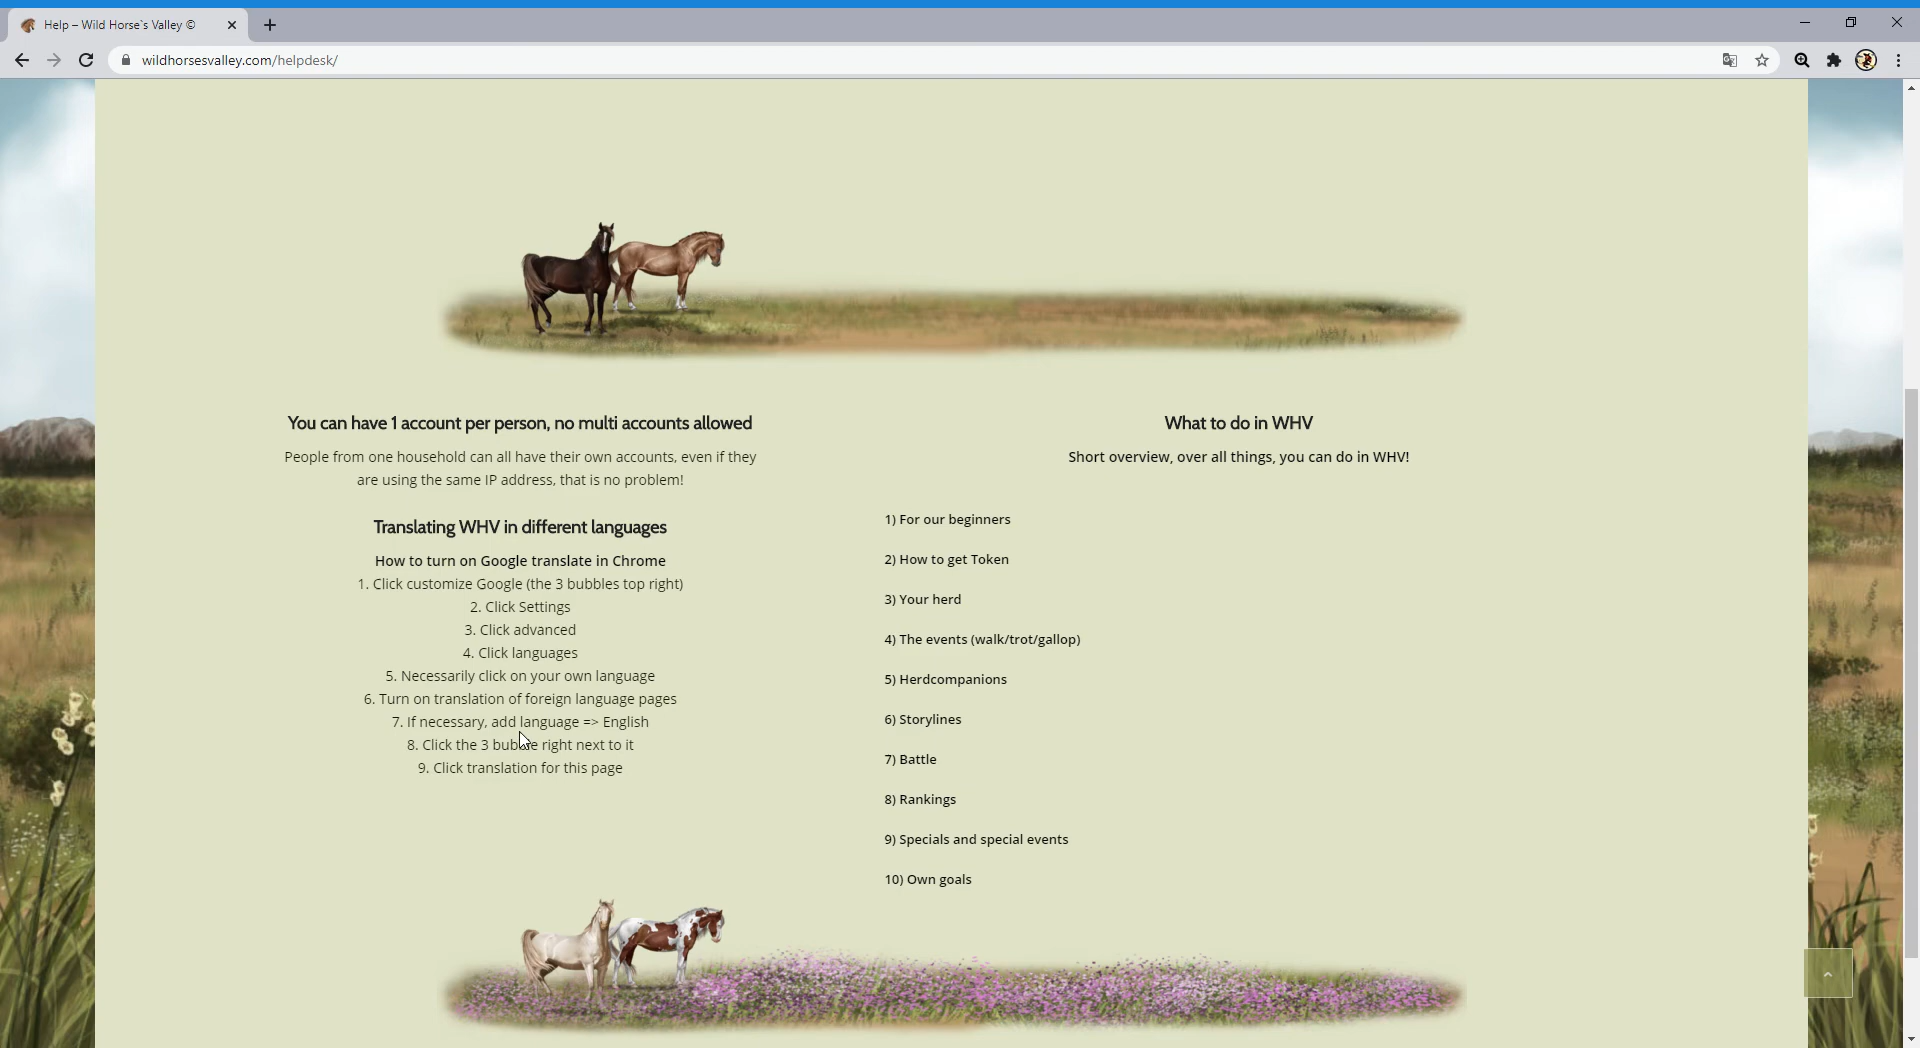 Help – Wild Horse`s Valley ©
wildhorsesvalley.com/helpdesk/
You can have 1 account per person, no multi accounts allowed
People from one household can all have their own accounts, even if they
are using the same IP address, that is no problem!
Translating WHV in different languages
How to turn on Google translate in Chrome
1. Click customize Google (the 3 bubbles top right)
2. Click Settings
3. Click advanced
4. Click languages
5. Necessarily click on your own language
6. Turn on translation of foreign language pages
7. If necessary, add language => English
8. Click the 3 bubble right next to it
9. Click translation for this page
What to do in WHV
Short overview, over all things, you can do in WHV!
1) For our beginners
2) How to get Token
3) Your herd
4) The events (walk/trot/gallop)
5) Herdcompanions
6) Storylines
7) Battle
8) Rankings
9) Specials and special events
10) Own goals